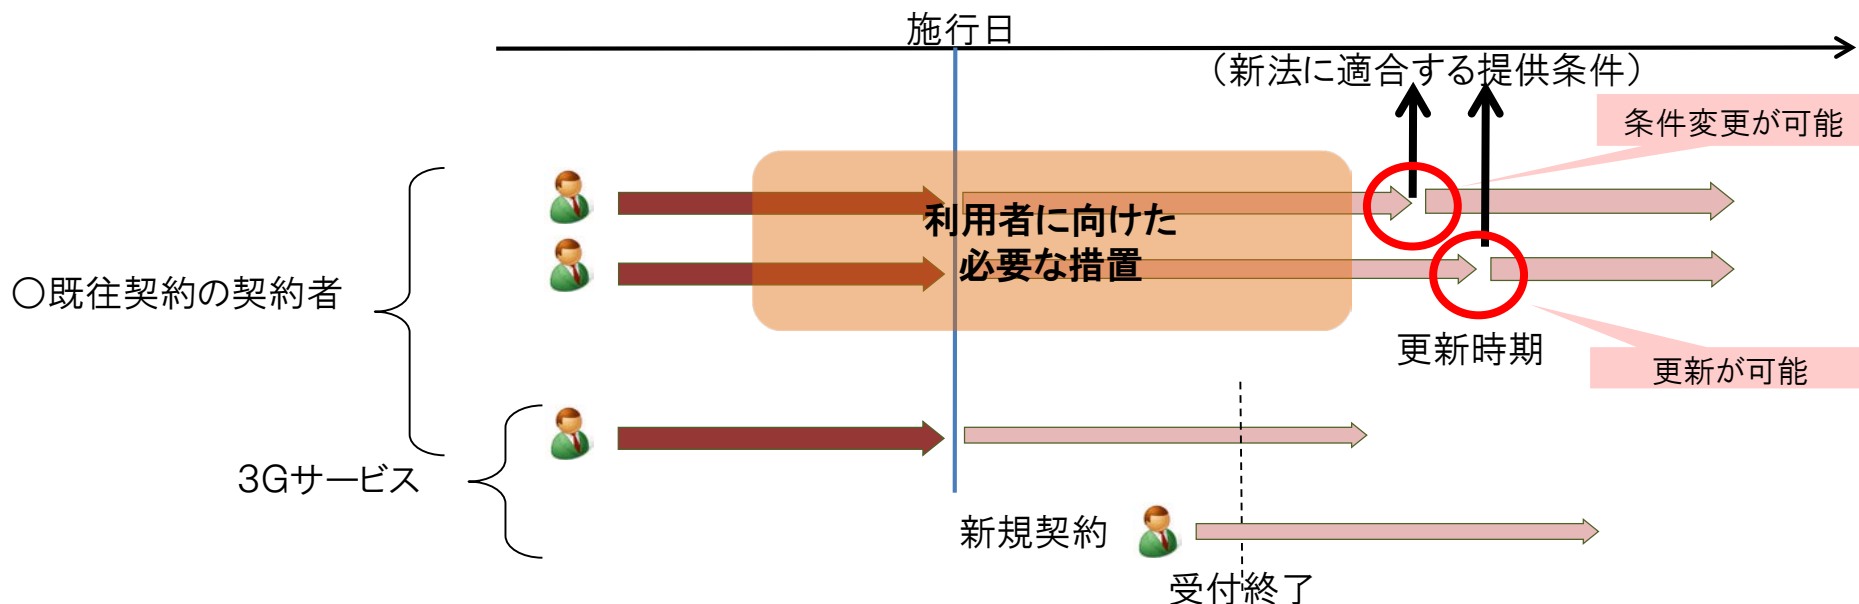 施行日
（新法に適合する提供条件）
条件変更が可能
利用者に向けた
必要な措置
○既往契約の契約者
更新時期
更新が可能
3Gサービス
新規契約
受付終了